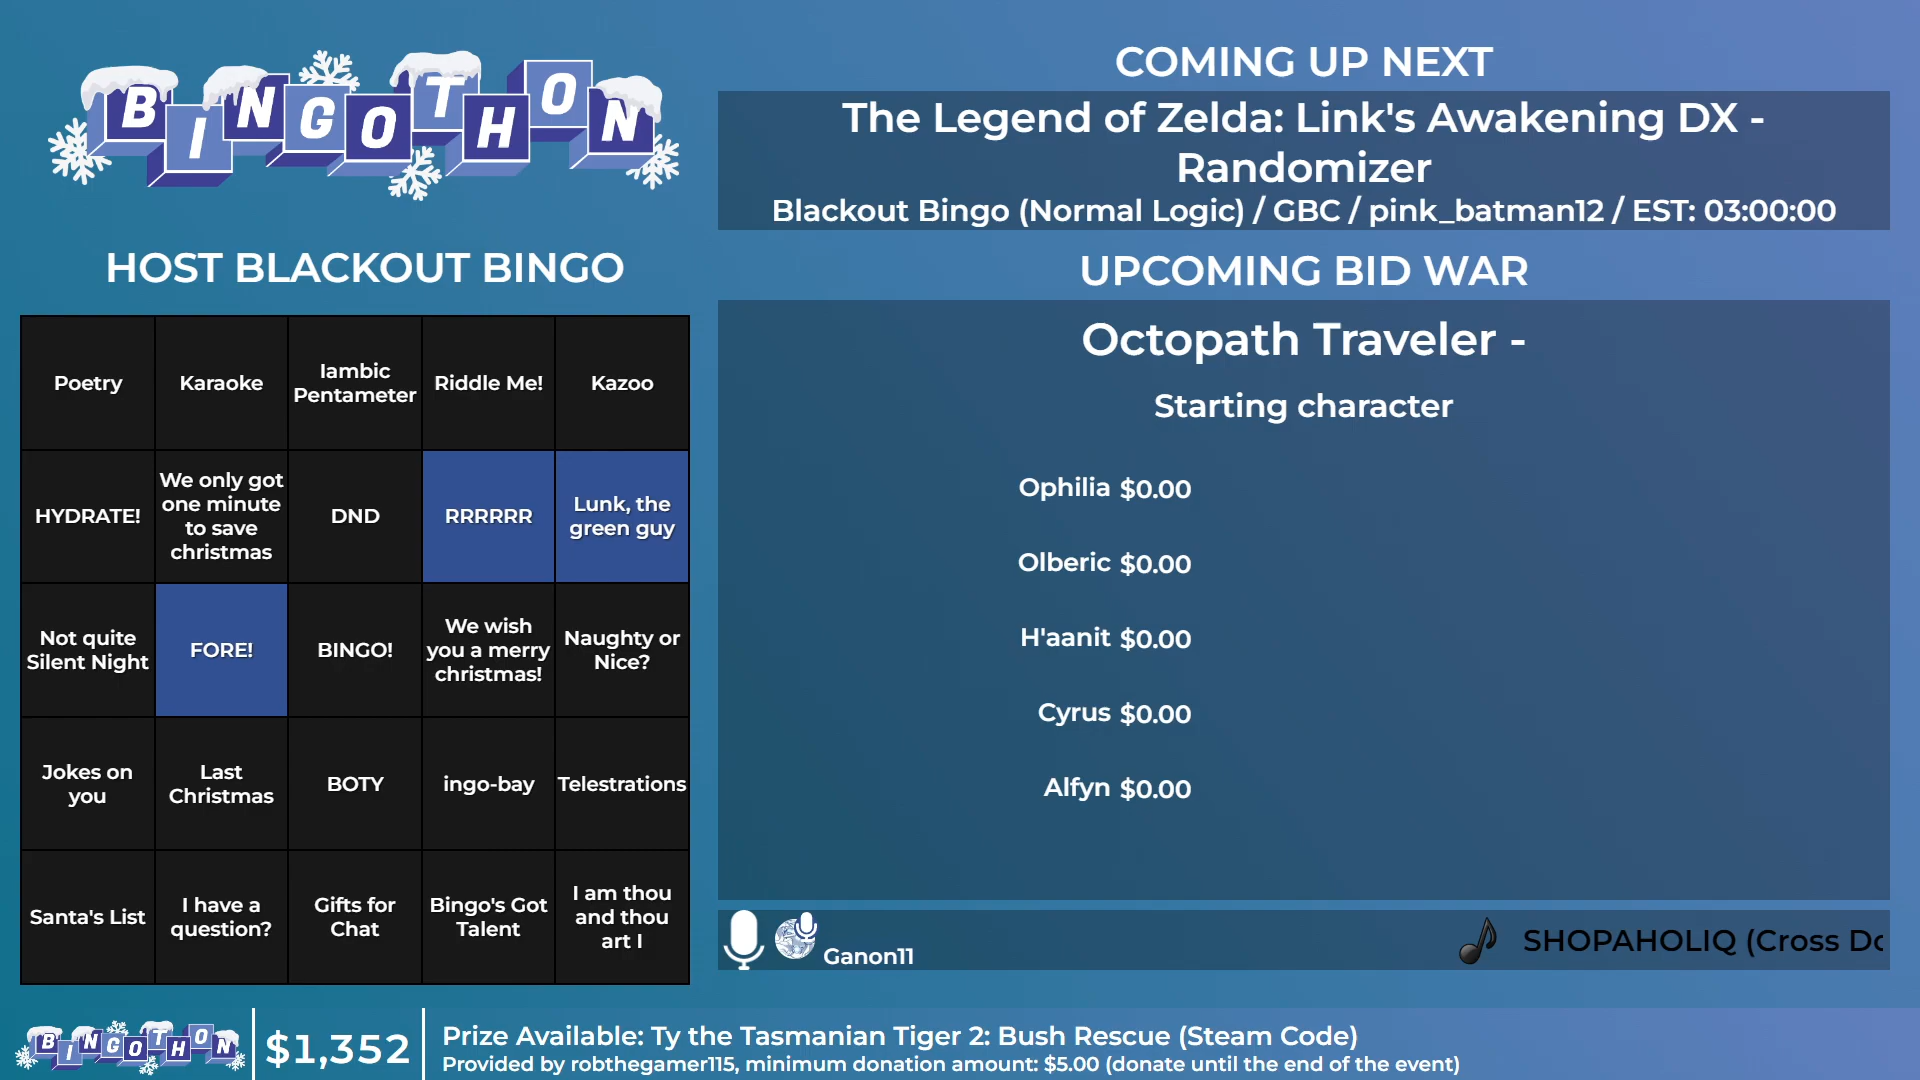 BINGOTHON
COMING UP NEXT
The Legend of Zelda: Link's Awakening DX -
Randomizer
Blackout Bingo (Normal Logic) / GBC / pink_batman12 / EST: 03:00:00
HOST BLACKOUT BINGO
Poetry
Karaoke
Iambic
Pentameter
Riddle Me!
Kazoo
HYDRATE!
We only got
one minute
to save
christmas
DND
RRRRRR
Lunk, the
green guy
Not quite
Silent Night
FORE!
BINGO!
We wish
you a merry
christmas!
Naughty or
Nice?
Jokes on
you
Last
Christmas
BOTY
ingo-bay
Telestrations
Santa's List
I have a
question?
Gifts for
Chat
Bingo's Got
Talent
I am thou
and thou
art I
UPCOMING BID WAR
Octopath Traveler -
Starting character
Ophilia $0.00
Olberic $0.00
H'aanit $0.00
Cyrus $0.00
Alfyn $0.00
Ganon11
SHOPAHOLIQ (Cross
BINGOTHON
$1,352
Prize Available: Ty the Tasmanian Tiger 2: Bush Rescue (Steam Code)
Provided by robthegamer115, minimum donation amount: $5.00 (donate until the end of the event)